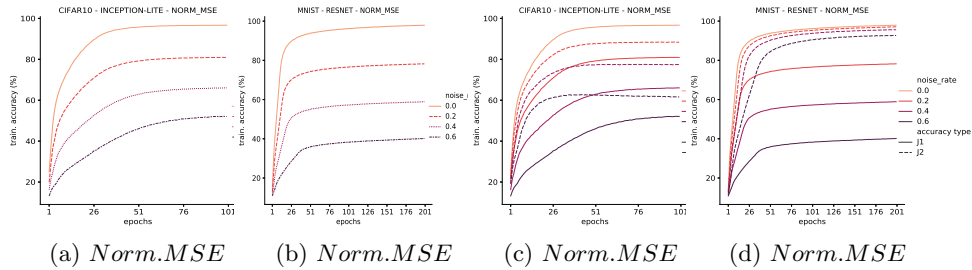 CIFAR10 - INCEPTION-LITE - NORM_MSE
train. accuracy (%)
100
80
60
40
20
1
26
51
76
101
epochs
(a) Norm.MSE
MNIST - RESNET - NORM_MSE
train. accuracy (%)
100
80
60
40
20
1
26
51
76
101
126
151
176
201
epochs
noise_
0.0
0.2
0.4
0.6
(b) Norm.MSE
CIFAR10 - INCEPTION-LITE - NORM_MSE
train. accuracy (%)
100
80
60
40
20
1
26
51
76
101
epochs
(c) Norm.MSE
MNIST - RESNET - NORM_MSE
train. accuracy (%)
100
80
60
40
20
1
26
51
76
101
126
151
176
201
epochs
noise_rate
0.0
0.2
0.4
0.6
accuracy type
J1
J2
(d) Norm.MSE